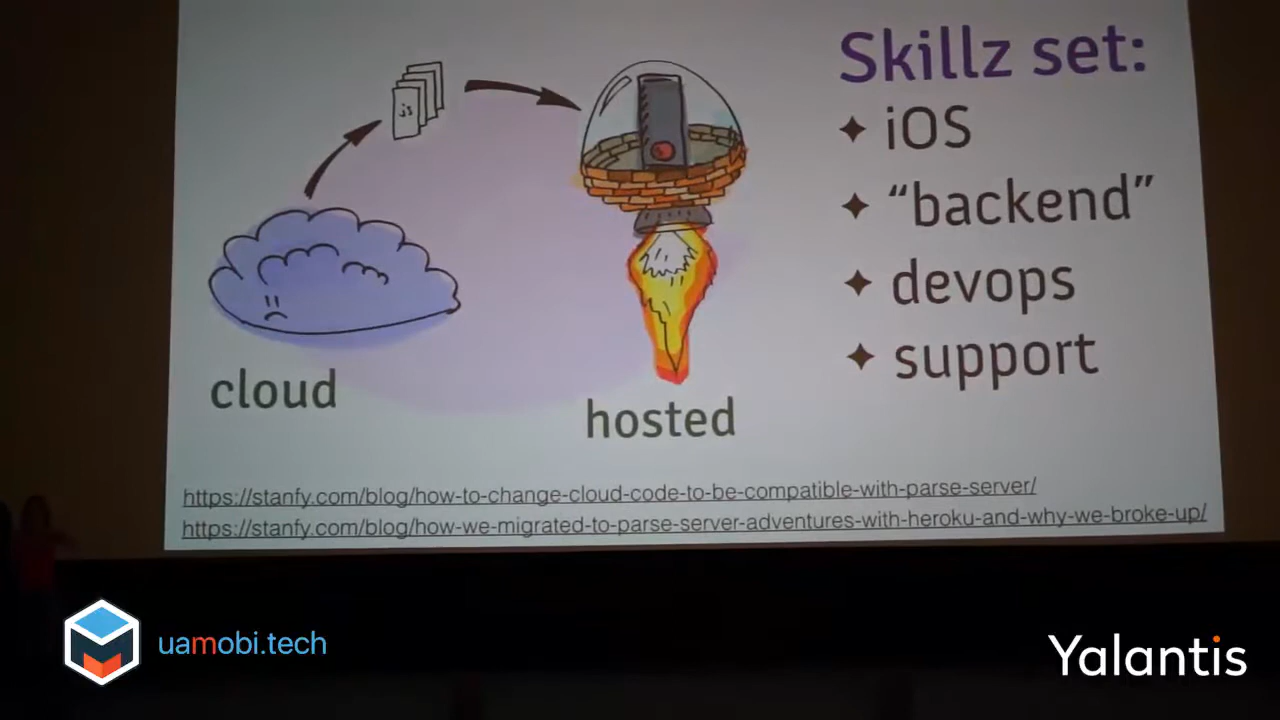 Skillz set:
✦ iOS
✦ “backend”
✦ devops
✦ support
js
cloud
hosted
https://stanfy.com/blog/how-to-change-cloud-code-to-be-compatible-with-parse-server/
https://stanfy.com/blog/how-we-migrated-to-parse-server-adventures-with-heroku-and-why-we-broke-up/
uamobi.tech
Yalantis